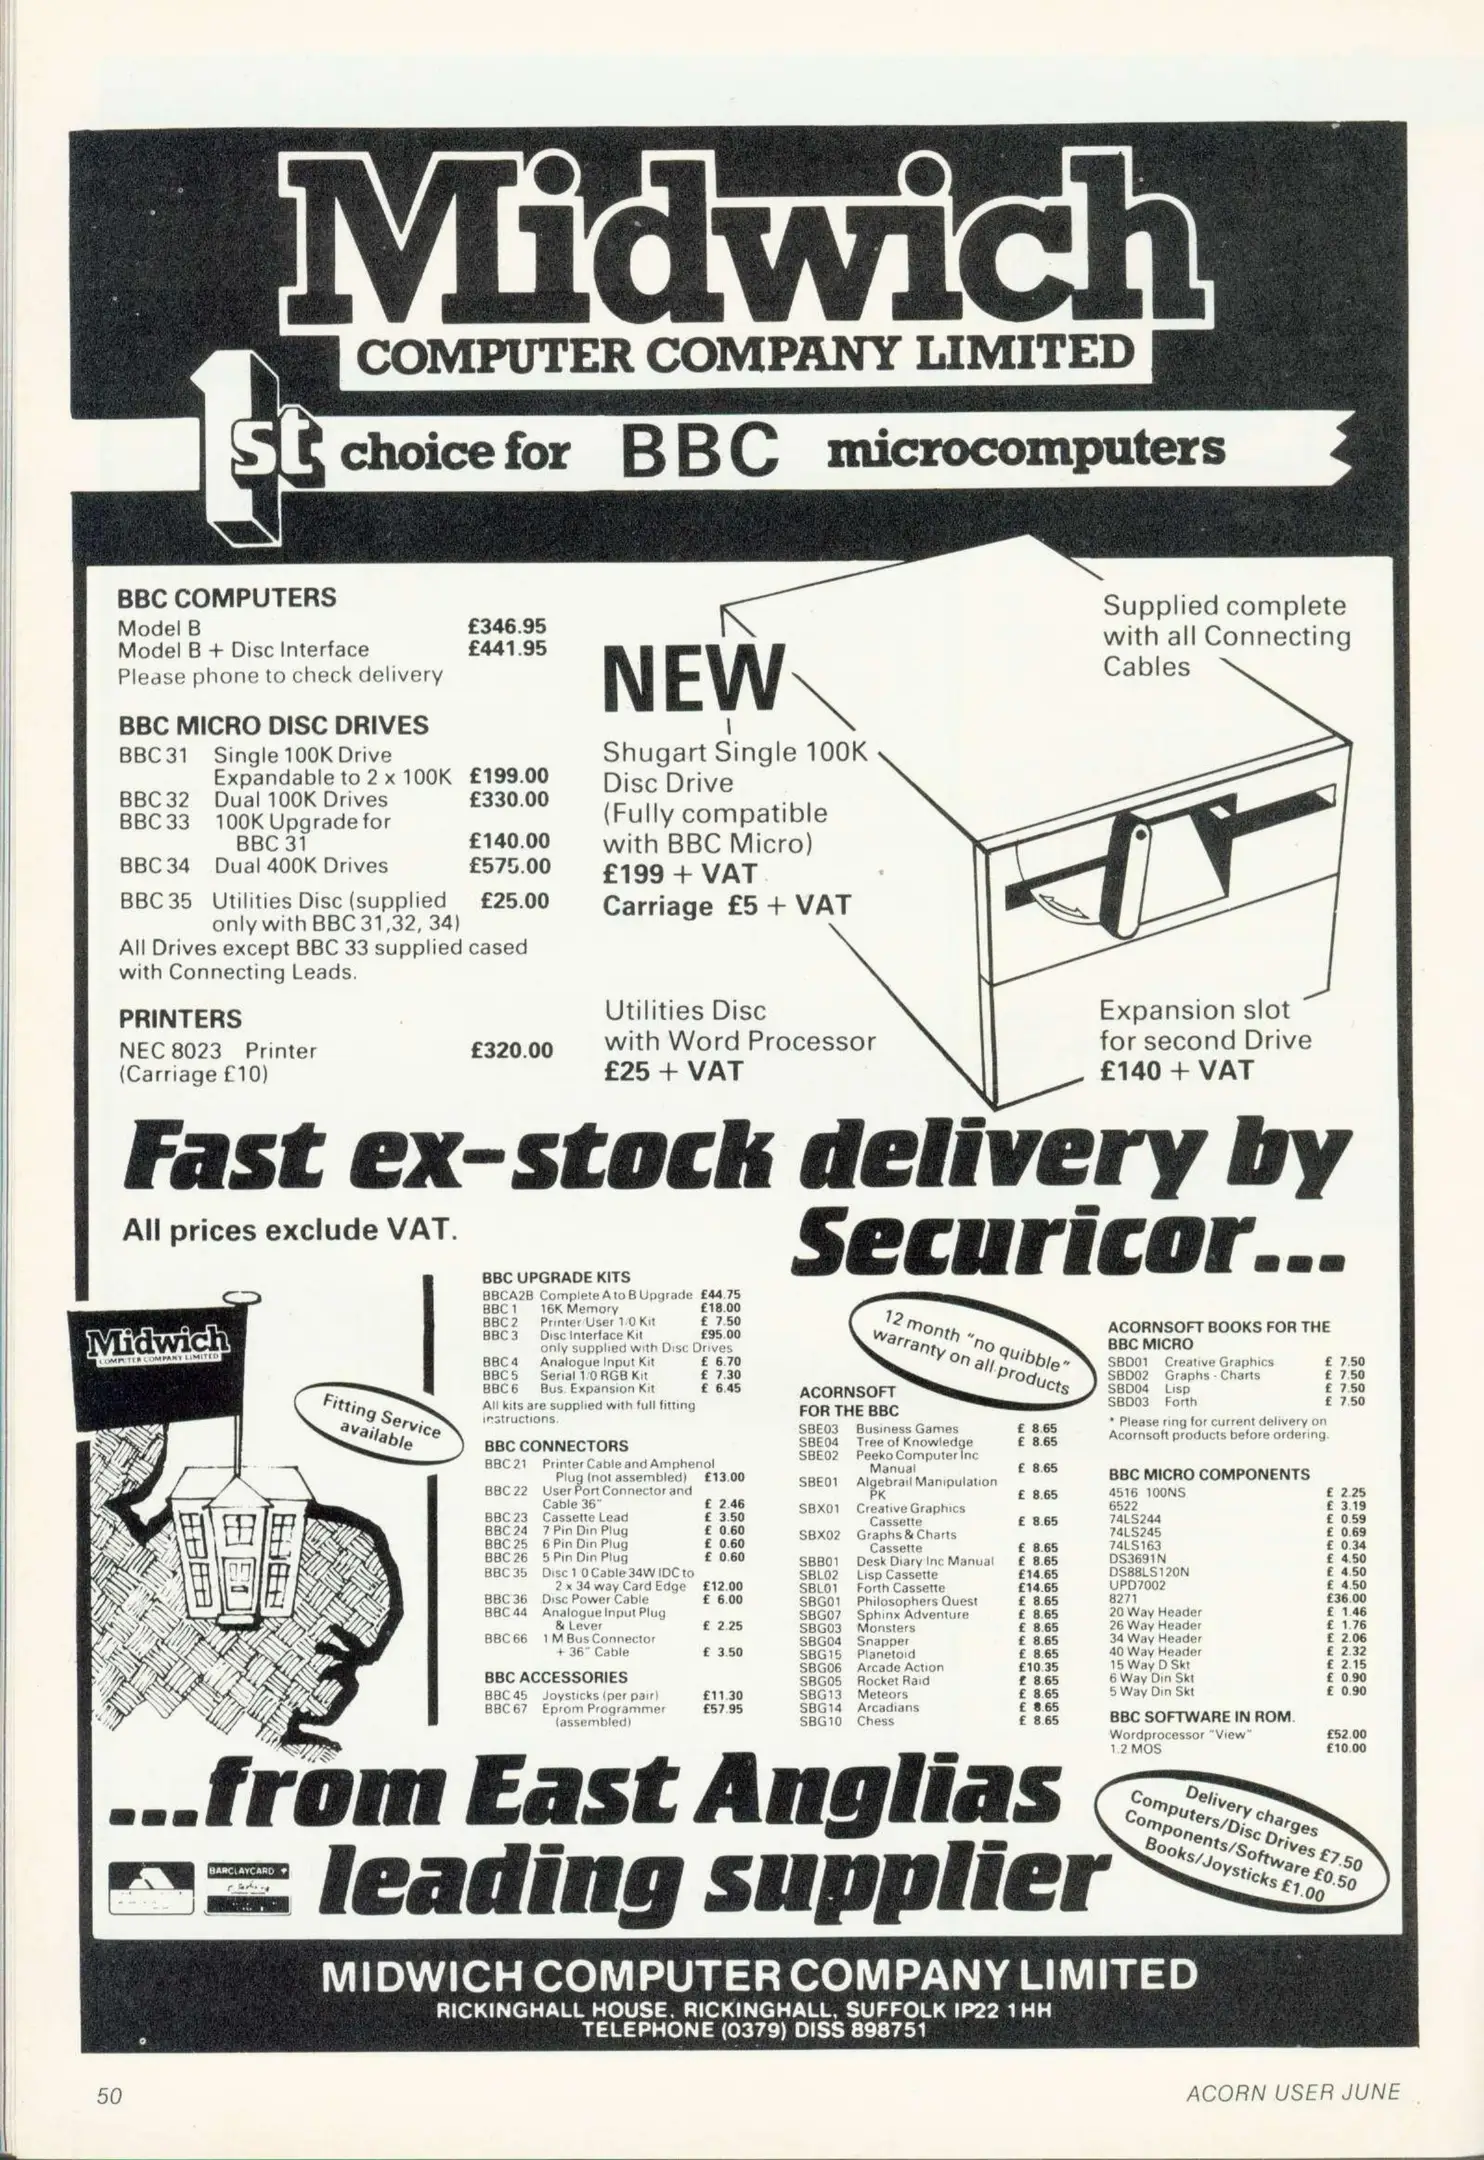 Midwich
COMPUTER COMPANY LIMITED
1st choice for BBC microcomputers
BBC COMPUTERS
Model B £346.95
Model B + Disc Interface £441.95
Please phone to check delivery
BBC MICRO DISC DRIVES
BBC 31 Single 100K Drive
Expandable to 2 x 100K £199.00
BBC 32 Dual 100K Drives £330.00
BBC 33 100K Upgrade for
BBC 31 £140.00
BBC 34 Dual 400K Drives £575.00
BBC 35 Utilities Disc (supplied £25.00
only with BBC 31,32, 34)
All Drives except BBC 33 supplied cased
with Connecting Leads.
PRINTERS
NEC 8023 Printer £320.00
(Carriage £10)
NEW
Shugart Single 100K
Disc Drive
(Fully compatible
with BBC Micro)
£199 + VAT
Carriage £5 + VAT
Utilities Disc
with Word Processor
£25 + VAT
Supplied complete
with all Connecting
Cables
Expansion slot
for second Drive
£140 + VAT
Fast ex-stock delivery by
Securicor...
All prices exclude VAT.
Midwich
COMPUTER COMPANY LIMITED
Fitting Service
available
BBC UPGRADE KITS
BBCA2B Complete A to B Upgrade £44.75
BBC 1 16K Memory £18.00
BBC 2 Printer/User 1/0 Kit £ 7.50
BBC 3 Disc Interface Kit £95.00
only supplied with Disc Drives
BBC 4 Analogue Input Kit £ 6.70
BBC 5 Serial 1/0 RGB Kit £ 7.30
BBC 6 Bus. Expansion Kit £ 6.45
All kits are supplied with full fitting
instructions.
BBC CONNECTORS
BBC 21 Printer Cable and Amphenol
Plug (not assembled) £13.00
BBC 22 User Port Connector and
Cable 36" £ 2.46
BBC 23 Cassette Lead £ 3.50
BBC 24 7 Pin Din Plug £ 0.60
BBC 25 6 Pin Din Plug £ 0.60
BBC 26 5 Pin Din Plug £ 0.60
BBC 35 Disc 1 0 Cable 34W IDC to
2 x 34 way Card Edge £12.00
BBC 36 Disc Power Cable £ 6.00
BBC 44 Analogue Input Plug
& Lever £ 2.25
BBC 66 1 M Bus Connector
+ 36" Cable £ 3.50
BBC ACCESSORIES
BBC 45 Joysticks (per pair) £11.30
BBC 67 Eprom Programmer £57.95
(assembled)
12 month "no quibble"
warranty on all products
ACORNSOFT
FOR THE BBC
SBE03 Business Games £ 8.65
SBE04 Tree of Knowledge £ 8.65
SBE02 Peeko Computer Inc
Manual £ 8.65
SBE01 Algebrail Manipulation
PK £ 8.65
SBX01 Creative Graphics
Cassette £ 8.65
SBX02 Graphs & Charts
Cassette £ 8.65
SBB01 Desk Diary Inc Manual £ 8.65
SBL02 Lisp Cassette £14.65
SBL01 Forth Cassette £14.65
SBG01 Philosophers Quest £ 8.65
SBG07 Sphinx Adventure £ 8.65
SBG03 Monsters £ 8.65
SBG04 Snapper £ 8.65
SBG15 Planetoid £ 8.65
SBG06 Arcade Action £10.35
SBG05 Rocket Raid £ 8.65
SBG13 Meteors £ 8.65
SBG14 Arcadians £ 8.65
SBG10 Chess £ 8.65
ACORNSOFT BOOKS FOR THE
BBC MICRO
SBD01 Creative Graphics £ 7.50
SBD02 Graphs - Charts £ 7.50
SBD04 Lisp £ 7.50
SBD03 Forth £ 7.50
* Please ring for current delivery on
Acornsoft products before ordering.
BBC MICRO COMPONENTS
4516 100NS £ 2.25
6522 £ 3.19
74LS244 £ 0.59
74LS245 £ 0.69
74LS163 £ 0.34
DS3691N £ 4.50
DS88LS120N £ 4.50
UPD7002 £ 4.50
8271 £36.00
20 Way Header £ 1.46
26 Way Header £ 1.76
34 Way Header £ 2.06
40 Way Header £ 2.32
15 Way D Skt £ 2.15
6 Way Din Skt £ 0.90
5 Way Din Skt £ 0.90
BBC SOFTWARE IN ROM.
Wordprocessor "View" £52.00
1.2 MOS £10.00
...from East Anglias
leading supplier
BARCLAYCARD
Delivery charges
Computers/Disc Drives £7.50
Components/Software £0.50
Books/Joysticks £1.00
MIDWICH COMPUTER COMPANY LIMITED
RICKINGHALL HOUSE, RICKINGHALL, SUFFOLK IP22 1HH
TELEPHONE (0379) DISS 898751
50
ACORN USER JUNE